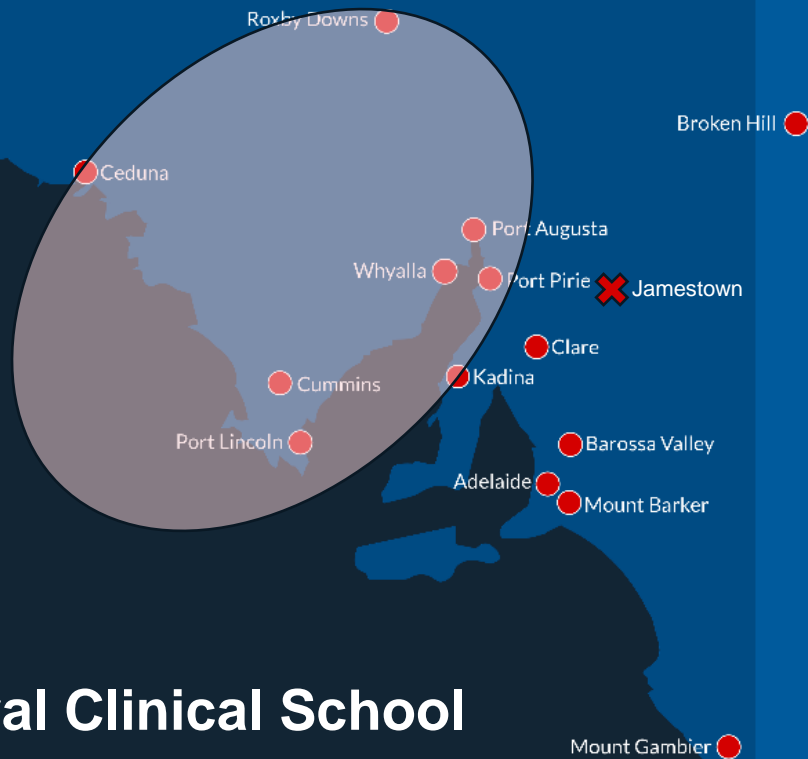 Roxby Downs
Broken Hill
Ceduna
Port Augusta
Whyalla
Port Pirie
Jamestown
Clare
Kadina
Cummins
Port Lincoln
Barossa Valley
Adelaide
Mount Barker
al Clinical School
Mount Gambier